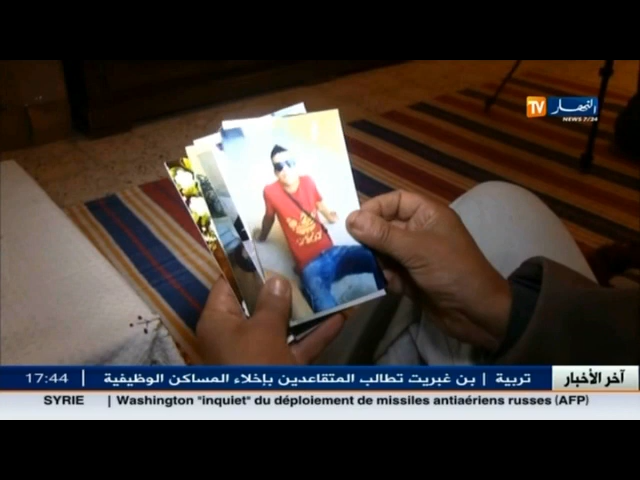 TV النهار
NEWS 7/24
17:44 تربية | بن غبريت تطالب المتقاعدين بإخلاء المساكن الوظيفية آخر الأخبار
SYRIE | Washington "inquiet" du déploiement de missiles antiaériens russes (AFP)